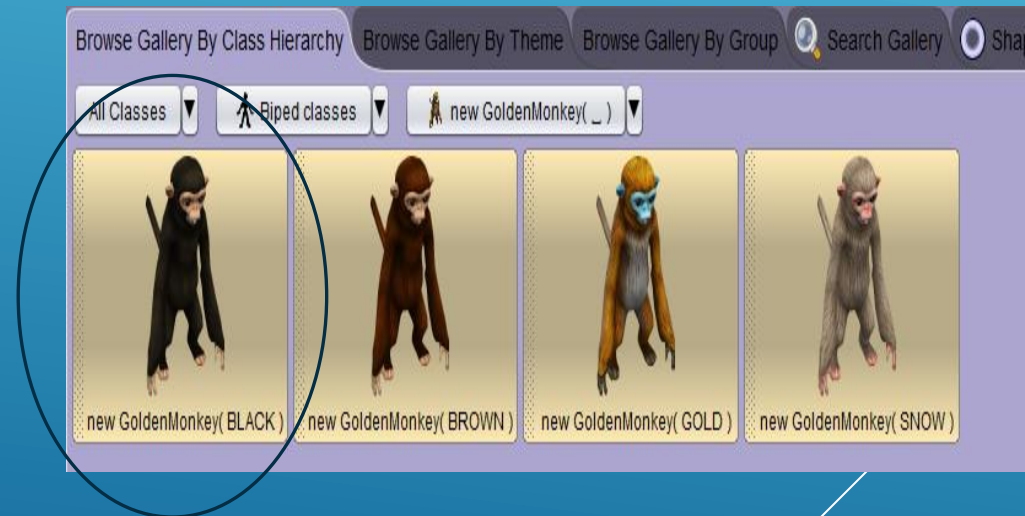 Browse Gallery By Class Hierarchy Browse Gallery By Theme Browse Gallery By Group Search Gallery
All Classes Biped classes new GoldenMonkey( _ )
new GoldenMonkey( BLACK ) new GoldenMonkey( BROWN ) new GoldenMonkey( GOLD ) new GoldenMonkey( SNOW )